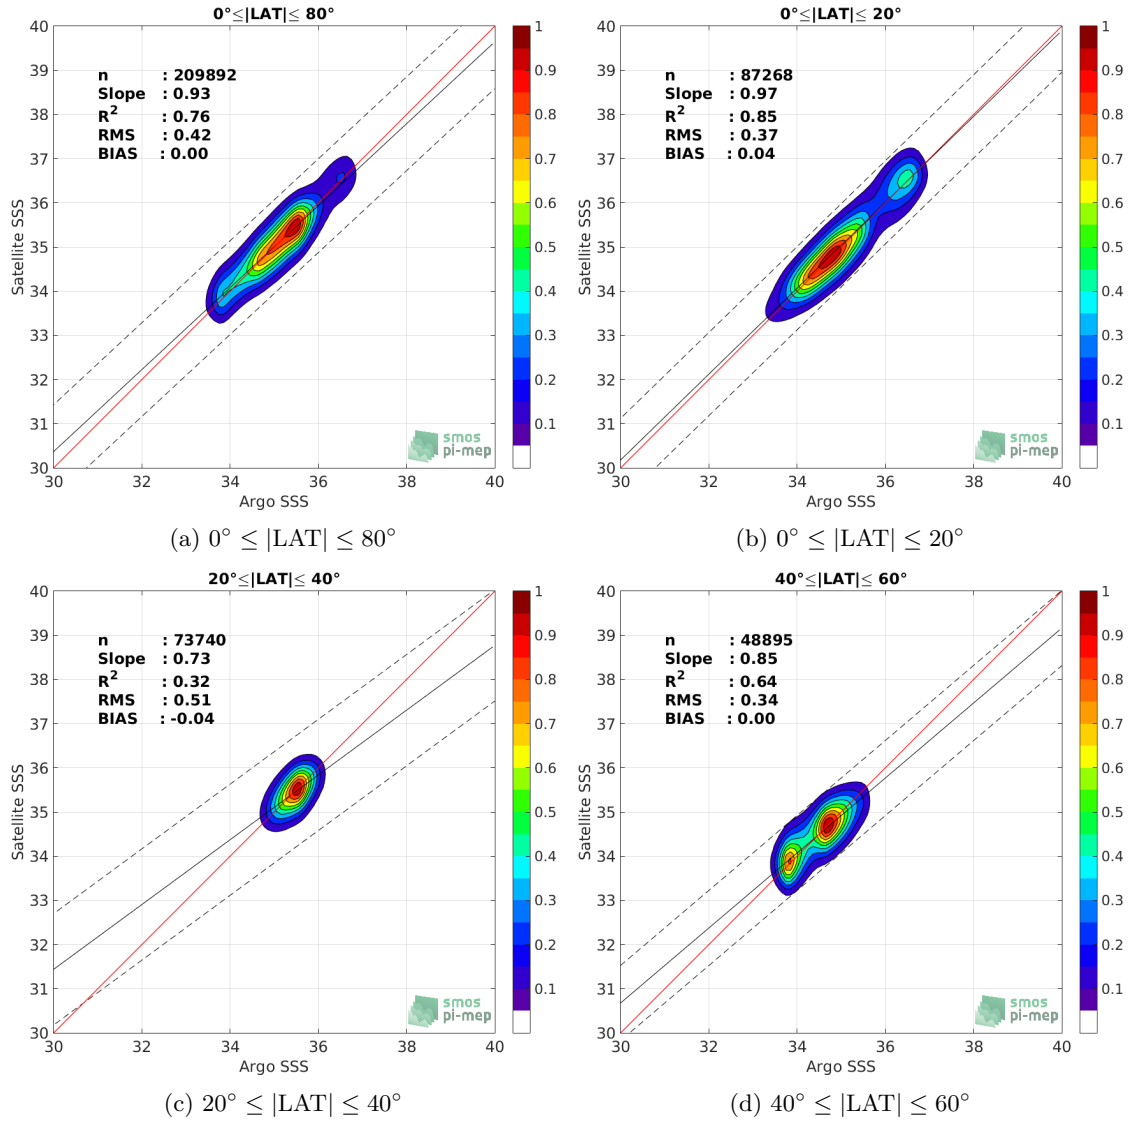 0°≤|LAT|≤ 80°
n : 209892
Slope : 0.93
R2 : 0.76
RMS : 0.42
BIAS : 0.00
40
39
38
37
36
35
34
33
32
31
30
Satellite SSS
30 32 34 36 38 40
Argo SSS
1
0.9
0.8
0.7
0.6
0.5
0.4
0.3
0.2
0.1
smos
pi-mep
(a) 0° ≤ |LAT| ≤ 80°
0°≤|LAT|≤ 20°
n : 87268
Slope : 0.97
R2 : 0.85
RMS : 0.37
BIAS : 0.04
40
39
38
37
36
35
34
33
32
31
30
Satellite SSS
30 32 34 36 38 40
Argo SSS
1
0.9
0.8
0.7
0.6
0.5
0.4
0.3
0.2
0.1
smos
pi-mep
(b) 0° ≤ |LAT| ≤ 20°
20°≤|LAT|≤ 40°
n : 73740
Slope : 0.73
R2 : 0.32
RMS : 0.51
BIAS : -0.04
40
39
38
37
36
35
34
33
32
31
30
Satellite SSS
30 32 34 36 38 40
Argo SSS
1
0.9
0.8
0.7
0.6
0.5
0.4
0.3
0.2
0.1
smos
pi-mep
(c) 20° ≤ |LAT| ≤ 40°
40°≤|LAT|≤ 60°
n : 48895
Slope : 0.85
R2 : 0.64
RMS : 0.34
BIAS : 0.00
40
39
38
37
36
35
34
33
32
31
30
Satellite SSS
30 32 34 36 38 40
Argo SSS
1
0.9
0.8
0.7
0.6
0.5
0.4
0.3
0.2
0.1
smos
pi-mep
(d) 40° ≤ |LAT| ≤ 60°